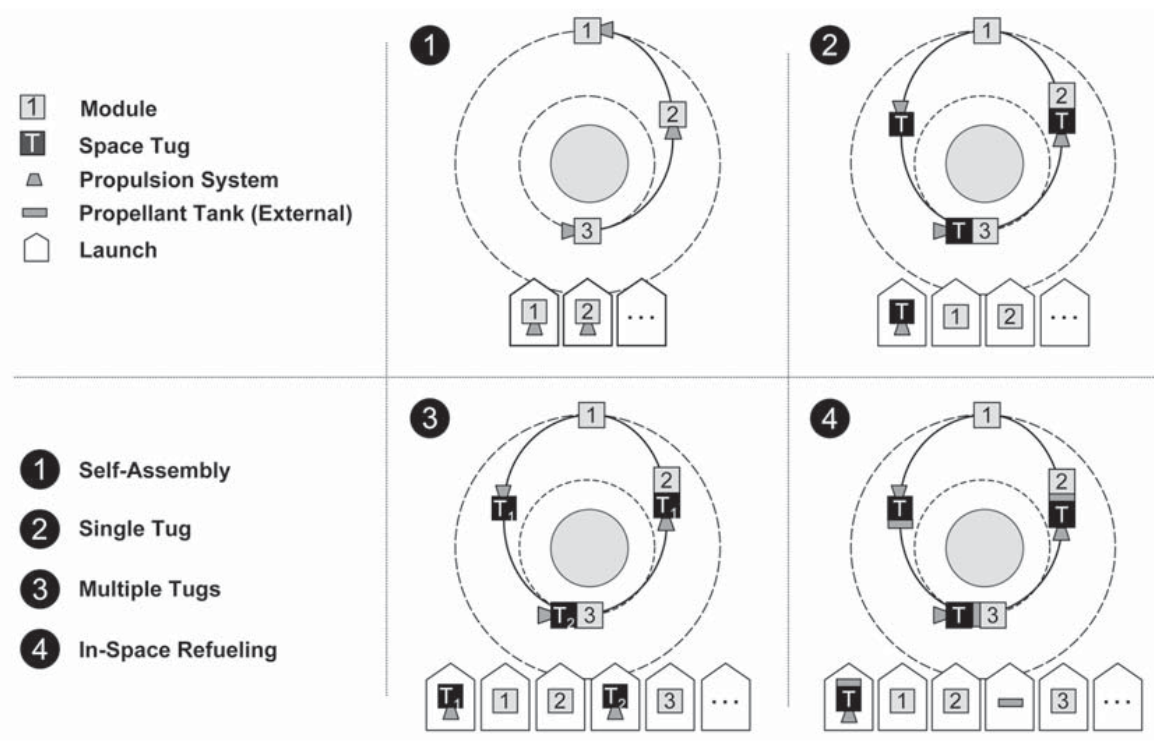 1 Module
T Space Tug
Propulsion System
Propellant Tank (External)
Launch
1 Self-Assembly
2 Single Tug
3 Multiple Tugs
4 In-Space Refueling
1
1
2
3
1 2 ...
2
1
T
2
T
T 3
T 1 2 ...
3
1
T1
2
T1
T2 3
T1 1 2 T2 3 ...
4
1
T
2
T
T 3
T 1 2 3 ...